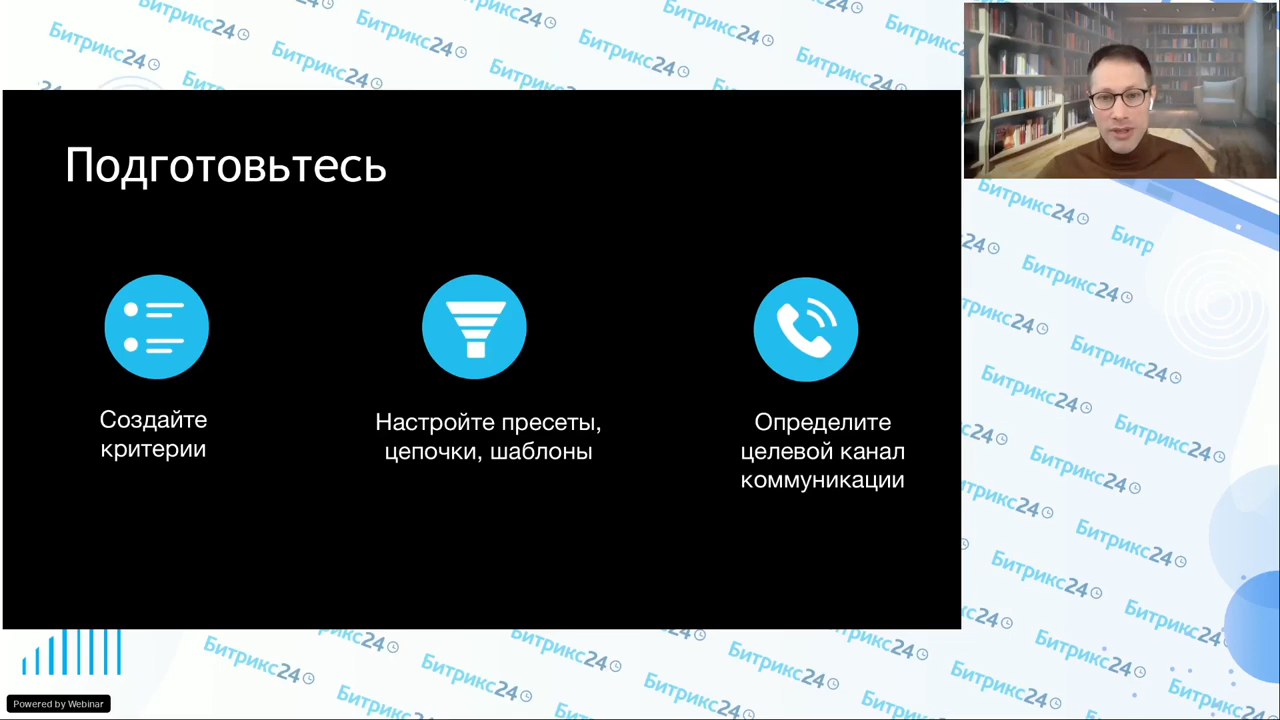 Битрикс24
Подготовьтесь
Создайте
критерии
Настройте пресеты,
цепочки, шаблоны
Определите
целевой канал
коммуникации
Powered by Webinar